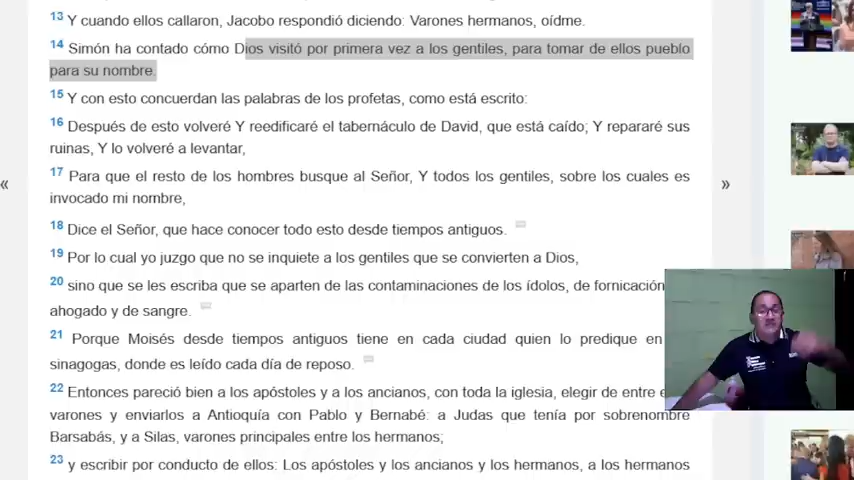 13 Y cuando ellos callaron, Jacobo respondió diciendo: Varones hermanos, oídme.
14 Simón ha contado cómo Dios visitó por primera vez a los gentiles, para tomar de ellos pueblo
para su nombre.
15 Y con esto concuerdan las palabras de los profetas, como está escrito:
16 Después de esto volveré Y reedificaré el tabernáculo de David, que está caído; Y repararé sus
ruinas, Y lo volveré a levantar,
« 17 Para que el resto de los hombres busque al Señor, Y todos los gentiles, sobre los cuales es »
invocado mi nombre,
18 Dice el Señor, que hace conocer todo esto desde tiempos antiguos.
19 Por lo cual yo juzgo que no se inquiete a los gentiles que se convierten a Dios,
20 sino que se les escriba que se aparten de las contaminaciones de los ídolos, de fornicación
ahogado y de sangre.
21 Porque Moisés desde tiempos antiguos tiene en cada ciudad quien lo predique en
sinagogas, donde es leído cada día de reposo.
22 Entonces pareció bien a los apóstoles y a los ancianos, con toda la iglesia, elegir de entre
varones y enviarlos a Antioquía con Pablo y Bernabé: a Judas que tenía por sobrenombre
Barsabás, y a Silas, varones principales entre los hermanos;
23 y escribir por conducto de ellos: Los apóstoles y los ancianos y los hermanos, a los hermanos